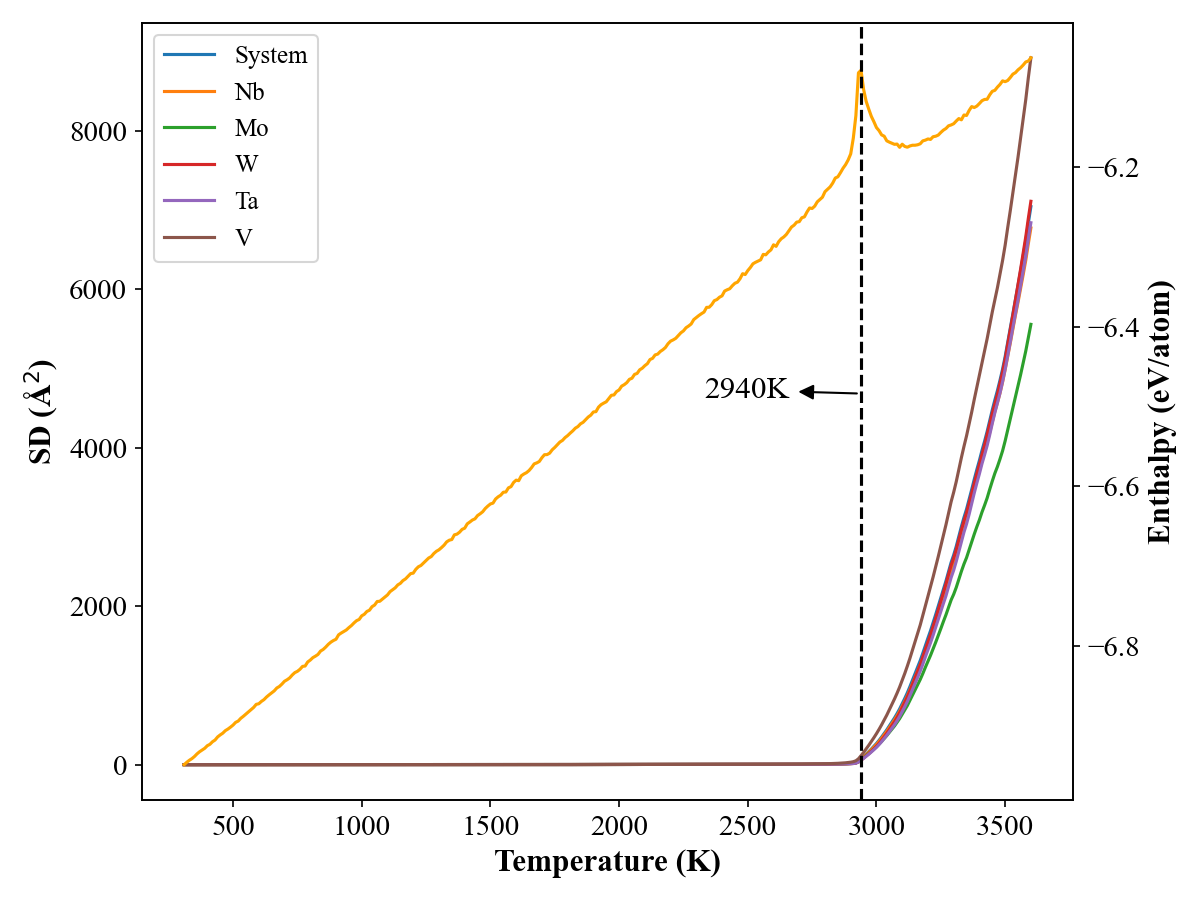 System
Nb
Mo
W
Ta
V
8000
6000
4000
2000
0
SD (Å²)
2940K
−6.2
−6.4
−6.6
−6.8
Enthalpy (eV/atom)
500
1000
1500
2000
2500
3000
3500
Temperature (K)